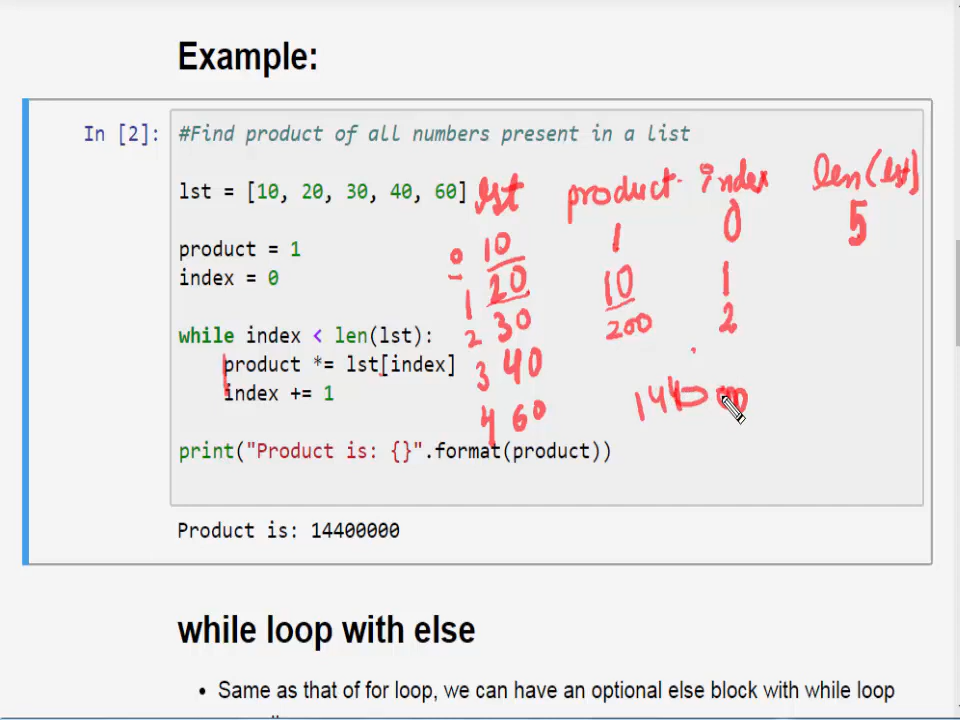 Example:
In [2]:
#Find product of all numbers present in a list
lst = [10, 20, 30, 40, 60]
product = 1
index = 0
while index < len(lst):
product *= lst[index]
index += 1
print("Product is: {}".format(product))
Product is: 14400000
lst product index len(lst)
0 10 1 0 5
1 20 10 1
2 30 200 2
3 40
4 60
while loop with else
• Same as that of for loop, we can have an optional else block with while loop